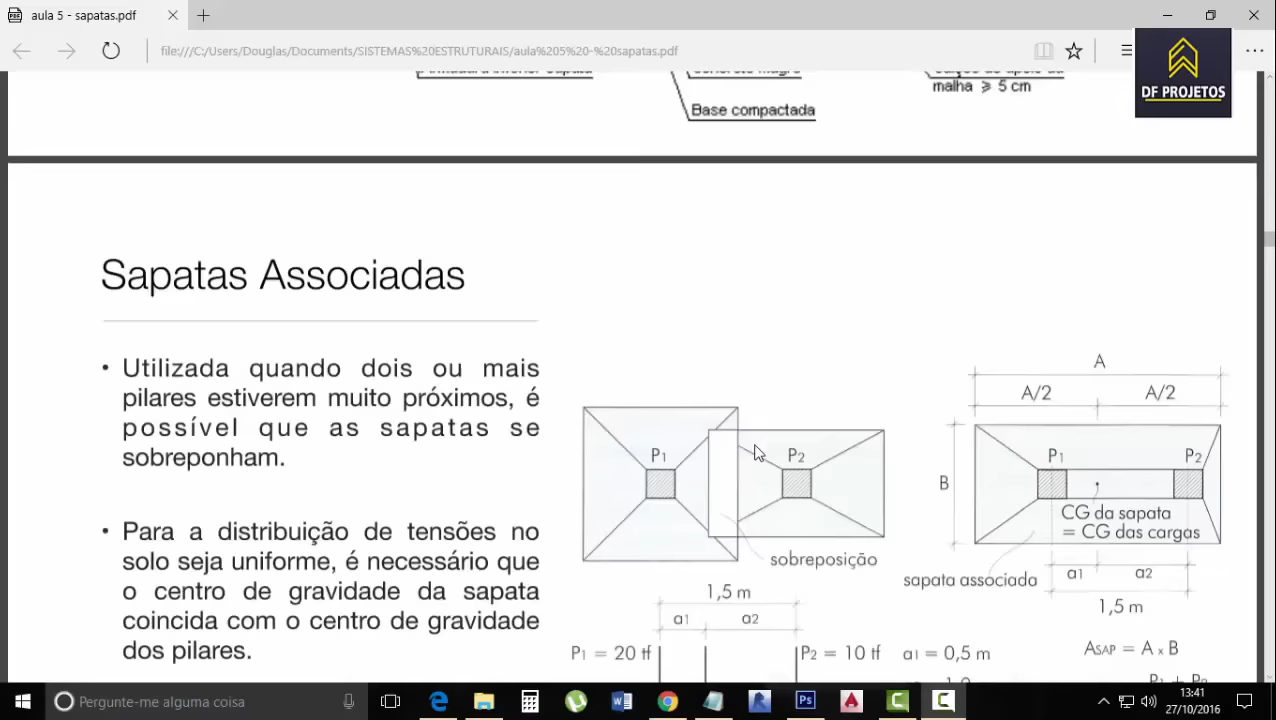 aula 5 - sapatas.pdf
file:///C:/Users/Douglas/Documents/SISTEMAS%20ESTRUTURAIS/aula%205%20-%20sapatas.pdf
DF PROJETOS
Armadura inferior sapata
Concreto magro
malha ⩾ 5 cm
Base compactada
Sapatas Associadas
• Utilizada quando dois ou mais
pilares estiverem muito próximos, é
possível que as sapatas se
sobreponham.
• Para a distribuição de tensões no
solo seja uniforme, é necessário que
o centro de gravidade da sapata
coincida com o centro de gravidade
dos pilares.
P1
P2
sobreposição
1,5 m
a1
a2
P1 = 20 tf
P2 = 10 tf
a1 = 0,5 m
A
A/2
A/2
B
P1
P2
CG da sapata
= CG das cargas
sapata associada
a1
a2
1,5 m
ASAP = A x B
Pergunte-me alguma coisa
13:41
27/10/2016